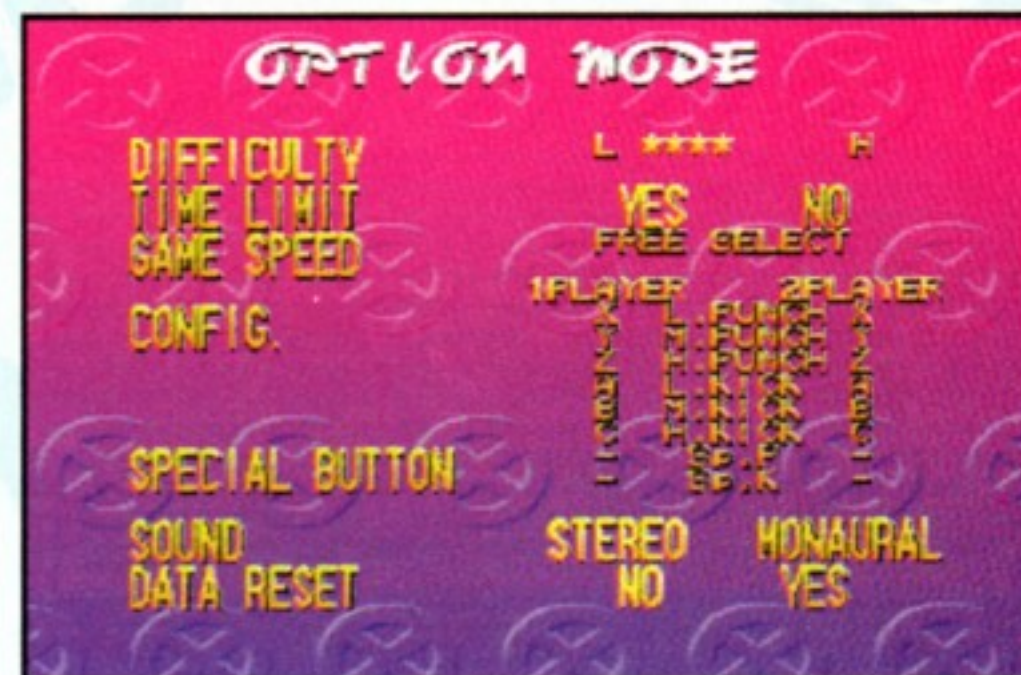 OPTION MODE
DIFFICULTY L **** H
TIME LIMIT YES NO
GAME SPEED FREE SELECT
1PLAYER 2PLAYER
CONFIG. X L.PUNCH X
Y M.PUNCH Y
Z H.PUNCH Z
A L.KICK A
B M.KICK B
C H.KICK C
SPECIAL BUTTON - SP.P -
- SP.K -
SOUND STEREO MONAURAL
DATA RESET NO YES